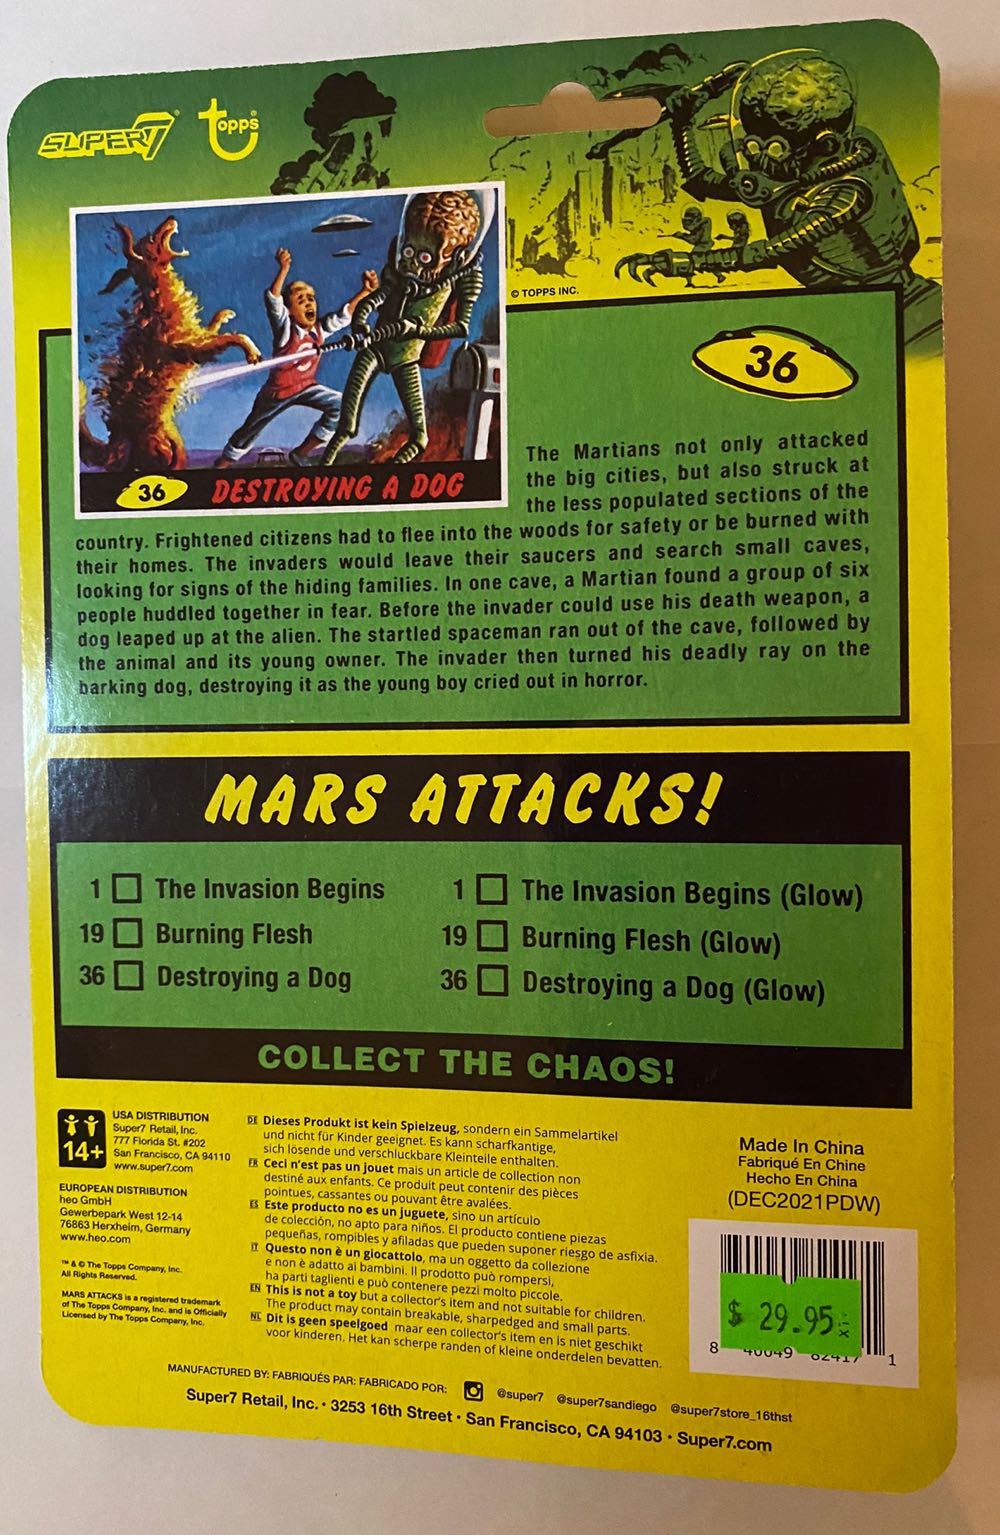 SUPER7®
Topps®
© TOPPS INC.
36
36 DESTROYING A DOG
The Martians not only attacked
the big cities, but also struck at
the less populated sections of the
country. Frightened citizens had to flee into the woods for safety or be burned with
their homes. The invaders would leave their saucers and search small caves,
looking for signs of the hiding families. In one cave, a Martian found a group of six
people huddled together in fear. Before the invader could use his death weapon, a
dog leaped up at the alien. The startled spaceman ran out of the cave, followed by
the animal and its young owner. The invader then turned his deadly ray on the
barking dog, destroying it as the young boy cried out in horror.
MARS ATTACKS!
1 The Invasion Begins
19 Burning Flesh
36 Destroying a Dog
1 The Invasion Begins (Glow)
19 Burning Flesh (Glow)
36 Destroying a Dog (Glow)
COLLECT THE CHAOS!
14+
USA DISTRIBUTION
Super7 Retail, Inc.
777 Florida St. #202
San Francisco, CA 94110
www.super7.com
EUROPEAN DISTRIBUTION
heo GmbH
Gewerbepark West 12-14
76863 Herxheim, Germany
www.heo.com
™ & © The Topps Company, Inc.
All Rights Reserved.
MARS ATTACKS is a registered trademark
of The Topps Company, Inc. and is Officially
Licensed by The Topps Company, Inc.
DE Dieses Produkt ist kein Spielzeug, sondern ein Sammelartikel
und nicht für Kinder geeignet. Es kann scharfkantige,
sich lösende und verschluckbare Kleinteile enthalten.
FR Ceci n'est pas un jouet mais un article de collection non
destiné aux enfants. Ce produit peut contenir des pièces
pointues, cassantes ou pouvant être avalées.
ES Este producto no es un juguete, sino un artículo
de colección, no apto para niños. El producto contiene piezas
pequeñas, rompibles y afiladas que pueden suponer riesgo de asfixia.
IT Questo non è un giocattolo, ma un oggetto da collezione
e non è adatto ai bambini. Il prodotto può rompersi,
ha parti taglienti e può contenere pezzi molto piccole.
EN This is not a toy but a collector's item and not suitable for children.
The product may contain breakable, sharpedged and small parts.
NL Dit is geen speelgoed maar een collector's item en is niet geschikt
voor kinderen. Het kan scherpe randen of kleine onderdelen bevatten.
Made In China
Fabriqué En Chine
Hecho En China
(DEC2021PDW)
$ 29.95
8 40049 82417 1
MANUFACTURED BY: FABRIQUÉS PAR: FABRICADO POR:
@super7 @super7sandiego @super7store_16thst
Super7 Retail, Inc. • 3253 16th Street • San Francisco, CA 94103 • Super7.com